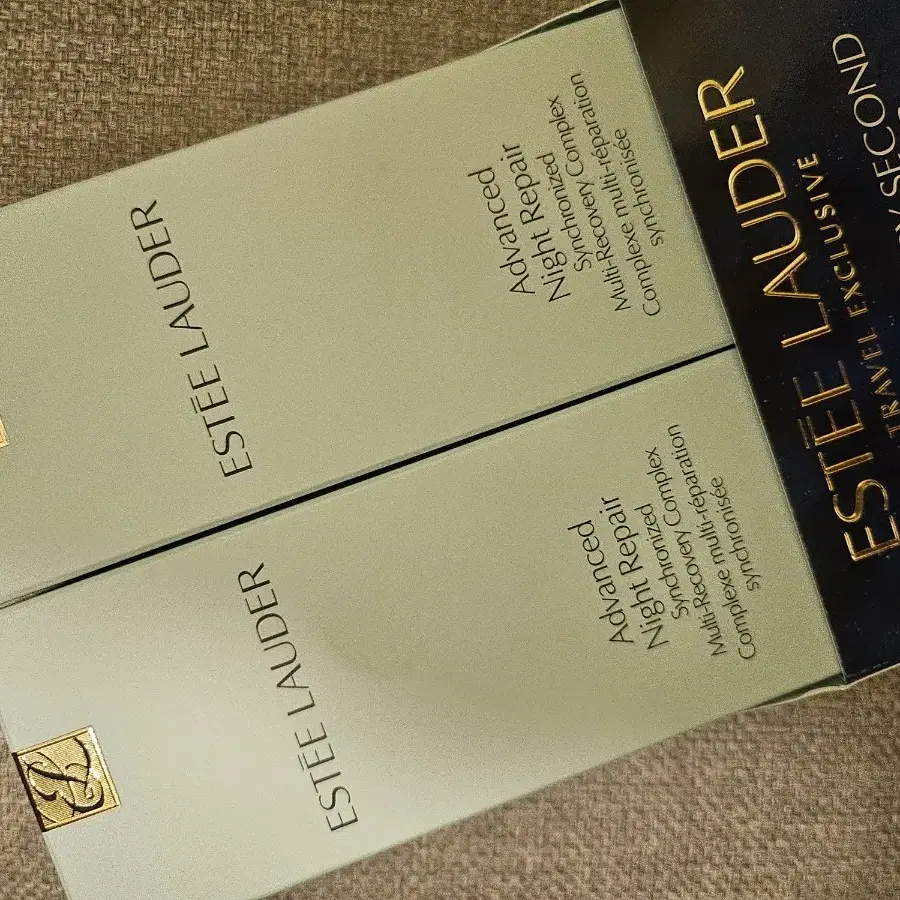 ESTĒE LAUDER
Advanced
Night Repair
Synchronized
Multi-Recovery Complex
Complexe multi-réparation
synchronisée
ESTĒE LAUDER
Advanced
Night Repair
Synchronized
Multi-Recovery Complex
Complexe multi-réparation
synchronisée
ESTĒE LAUDER
TRAVEL EXCLUSIVE
SECOND